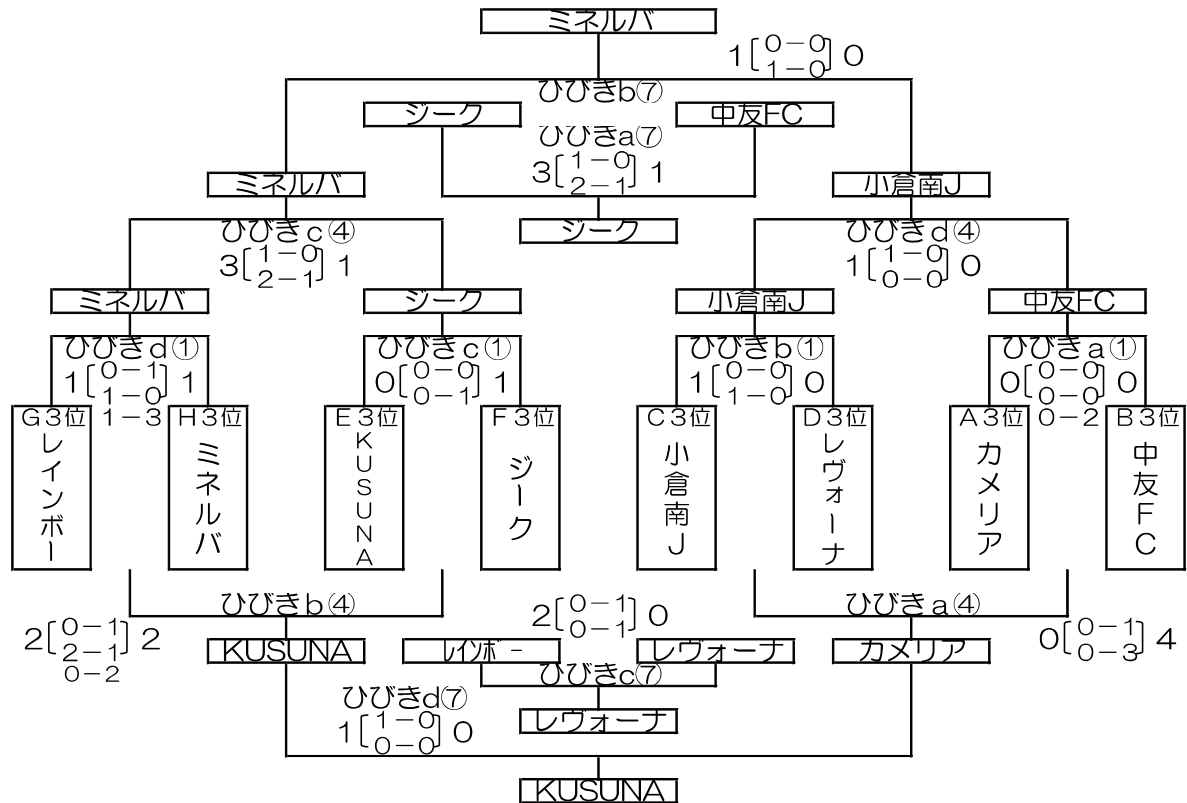 ミネルバ
1[0-0 1-0]0
ひびきb⑦
ジーク 中友FC
ひびきa⑦
3[1-0 2-1]1
ミネルバ 小倉南J
ジーク
ひびきc④ ひびきd④
3[1-0 2-1]1 1[1-0 0-0]0
ミネルバ ジーク 小倉南J 中友FC
ひびきd① ひびきc① ひびきb① ひびきa①
1[0-1 1-0]1 0[0-0 0-1]1 1[0-0 1-0]0 0[0-0 0-0]0
G3位 1-3 H3位 E3位 F3位 C3位 D3位 A3位 0-2 B3位
レインボー
ミネルバ
KUSUNA
ジーク
小倉南J
レヴォーナ
カメリア
中友FC
ひびきb④ ひびきa④
2[0-1 2-1]2
0-2
2[0-1 0-1]0
0[0-1 0-3]4
KUSUNA レインボー レヴォーナ カメリア
ひびきc⑦
ひびきd⑦
1[1-0 0-0]0
レヴォーナ
KUSUNA